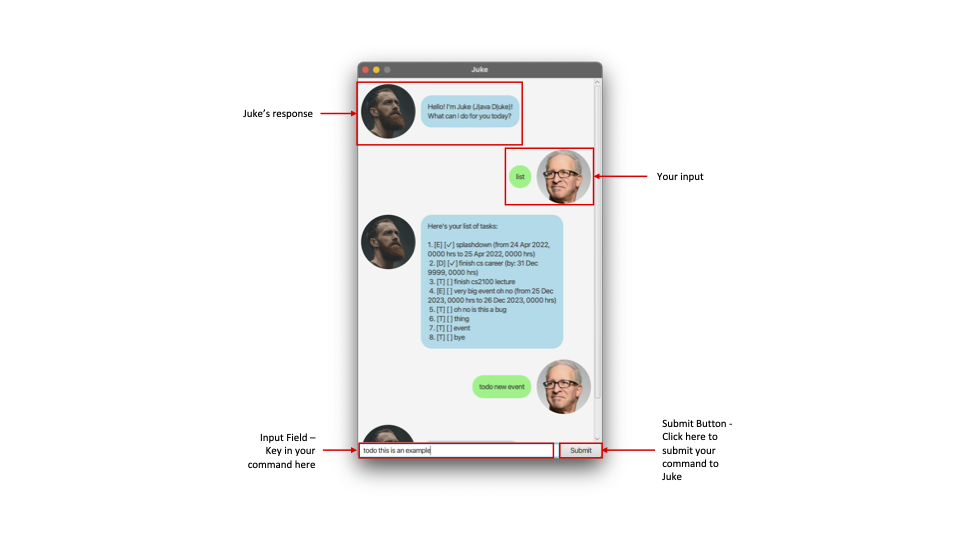 Juke
Juke's response
Hello! I'm Juke (J(ava D)uke)!
What can I do for you today?
list
Your input
Here's your list of tasks:
1. [E] [✓] splashdown (from 24 Apr 2022,
0000 hrs to 25 Apr 2022, 0000 hrs)
2. [D] [✓] finish cs career (by: 31 Dec
9999, 0000 hrs)
3. [T] [ ] finish cs2100 lecture
4. [E] [ ] very big event oh no (from 25 Dec
2023, 0000 hrs to 26 Dec 2023, 0000 hrs)
5. [T] [ ] oh no is this a bug
6. [T] [ ] thing
7. [T] [ ] event
8. [T] [ ] bye
todo new event
Input Field –
Key in your
command here
todo this is an example
Submit
Submit Button -
Click here to
submit your
command to
Juke